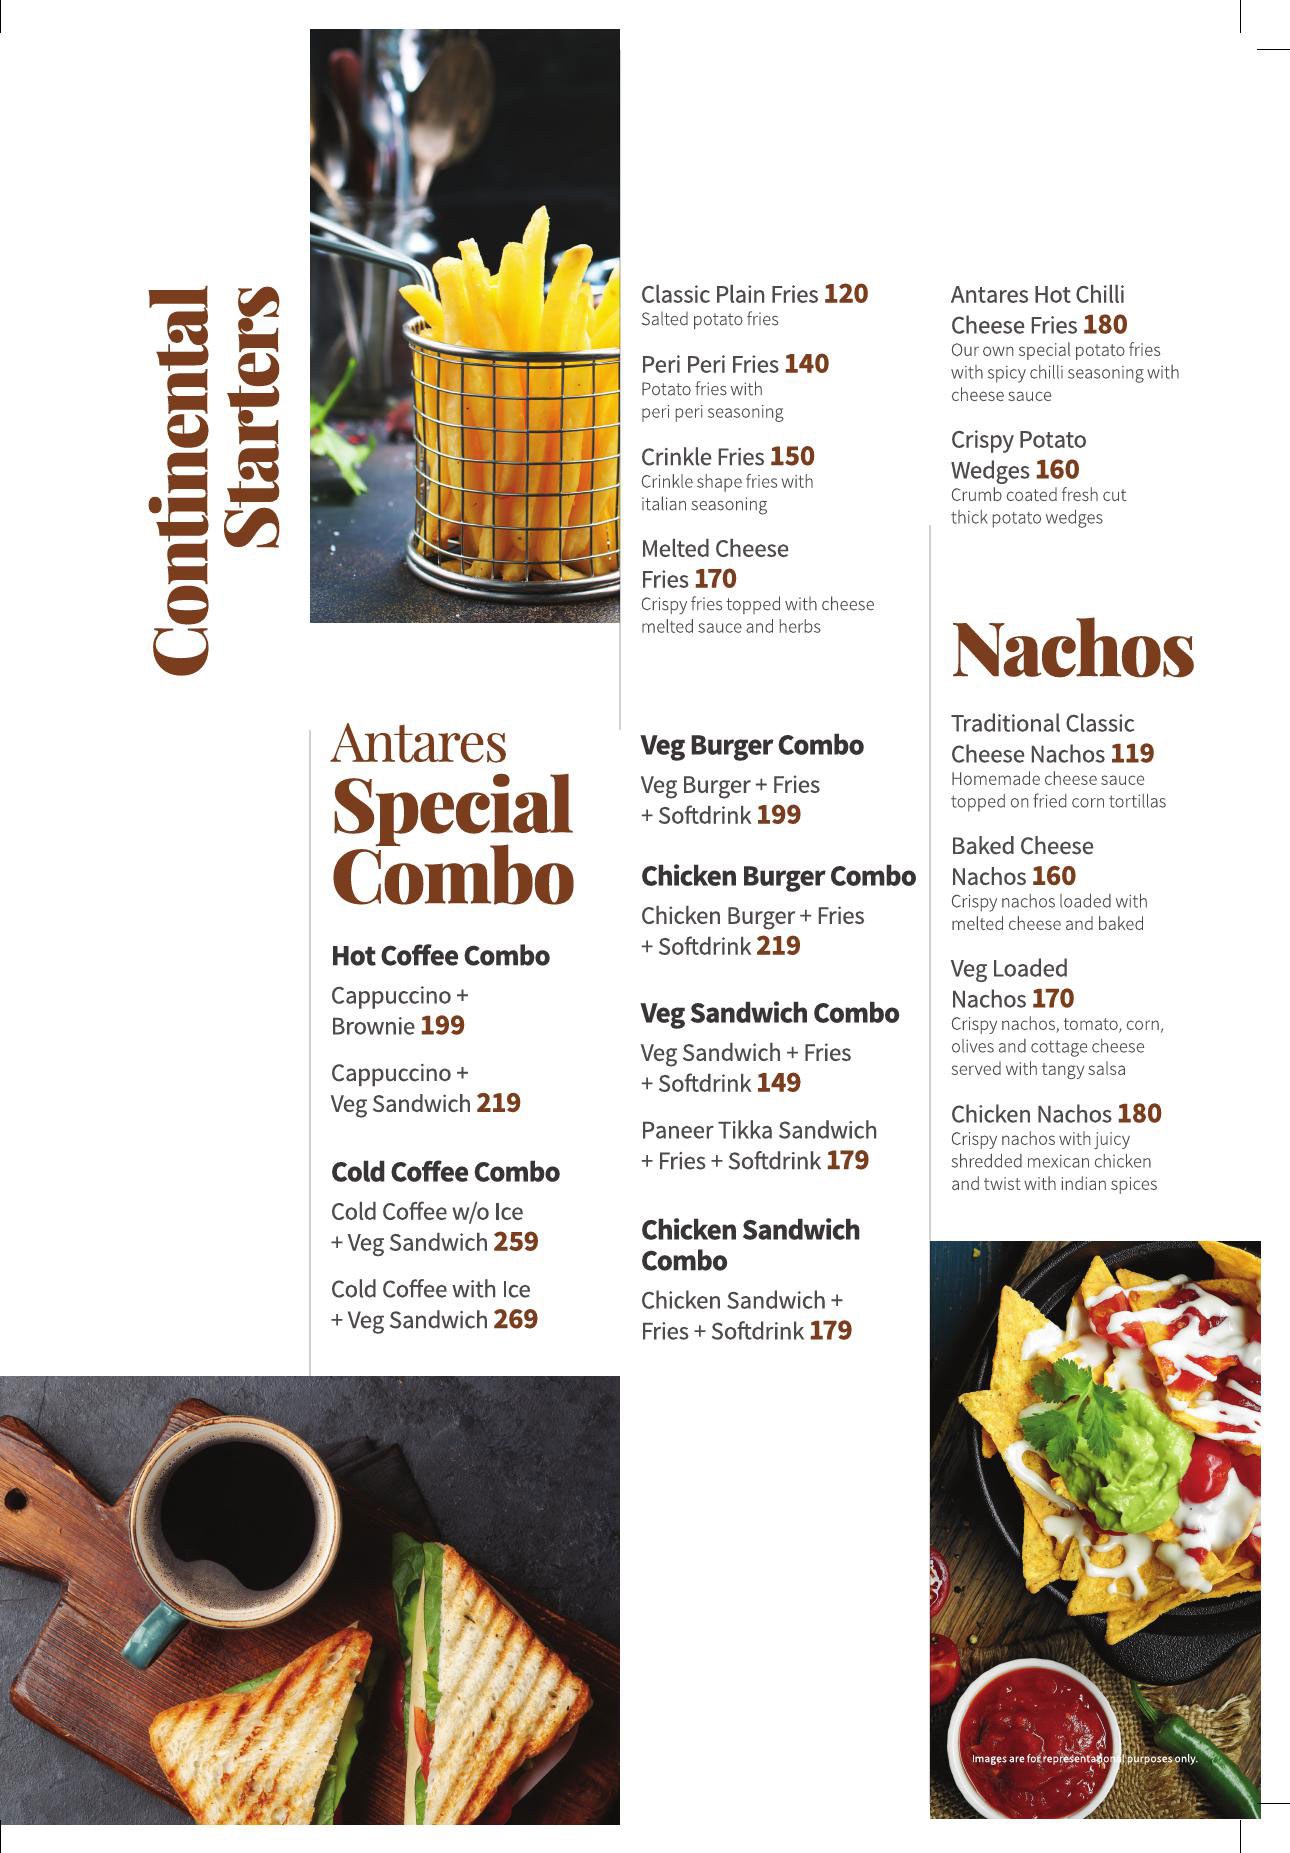 Continental
Starters
Classic Plain Fries 120
Salted potato fries
Peri Peri Fries 140
Potato fries with
peri peri seasoning
Crinkle Fries 150
Crinkle shape fries with
italian seasoning
Melted Cheese
Fries 170
Crispy fries topped with cheese
melted sauce and herbs
Antares Hot Chilli
Cheese Fries 180
Our own special potato fries
with spicy chilli seasoning with
cheese sauce
Crispy Potato
Wedges 160
Crumb coated fresh cut
thick potato wedges
Antares
Special
Combo
Hot Coffee Combo
Cappuccino +
Brownie 199
Cappuccino +
Veg Sandwich 219
Cold Coffee Combo
Cold Coffee w/o Ice
+ Veg Sandwich 259
Cold Coffee with Ice
+ Veg Sandwich 269
Veg Burger Combo
Veg Burger + Fries
+ Softdrink 199
Chicken Burger Combo
Chicken Burger + Fries
+ Softdrink 219
Veg Sandwich Combo
Veg Sandwich + Fries
+ Softdrink 149
Paneer Tikka Sandwich
+ Fries + Softdrink 179
Chicken Sandwich
Combo
Chicken Sandwich +
Fries + Softdrink 179
Nachos
Traditional Classic
Cheese Nachos 119
Homemade cheese sauce
topped on fried corn tortillas
Baked Cheese
Nachos 160
Crispy nachos loaded with
melted cheese and baked
Veg Loaded
Nachos 170
Crispy nachos, tomato, corn,
olives and cottage cheese
served with tangy salsa
Chicken Nachos 180
Crispy nachos with juicy
shredded mexican chicken
and twist with indian spices
Images are for representational purposes only.